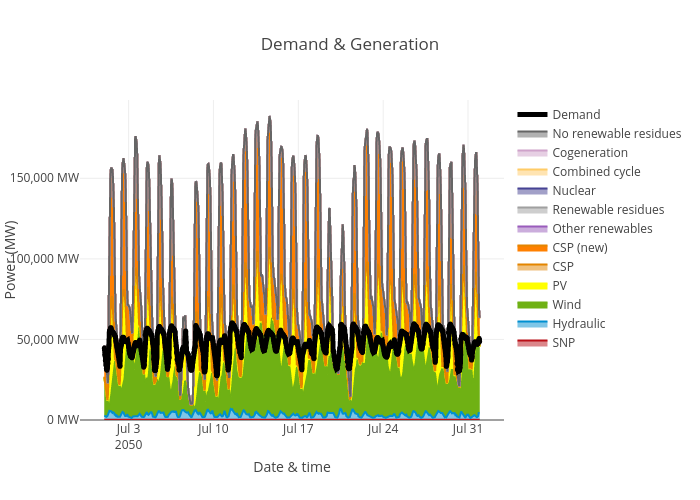 Demand & Generation
Demand
No renewable residues
Cogeneration
Combined cycle
Nuclear
Renewable residues
Other renewables
CSP (new)
CSP
PV
Wind
Hydraulic
SNP
150,000 MW
100,000 MW
50,000 MW
0 MW
Power (MW)
Jul 3 Jul 10 Jul 17 Jul 24 Jul 31
2050
Date & time